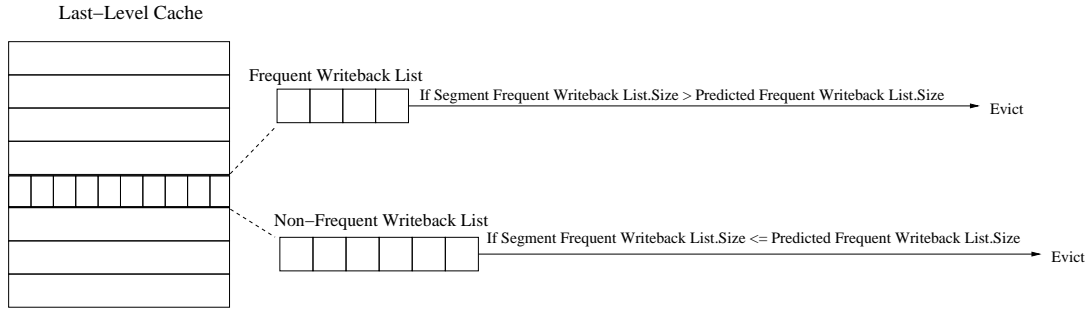 Last−Level Cache
Frequent Writeback List
If Segment Frequent Writeback List.Size > Predicted Frequent Writeback List.Size
Evict
Non−Frequent Writeback List
If Segment Frequent Writeback List.Size <= Predicted Frequent Writeback List.Size
Evict